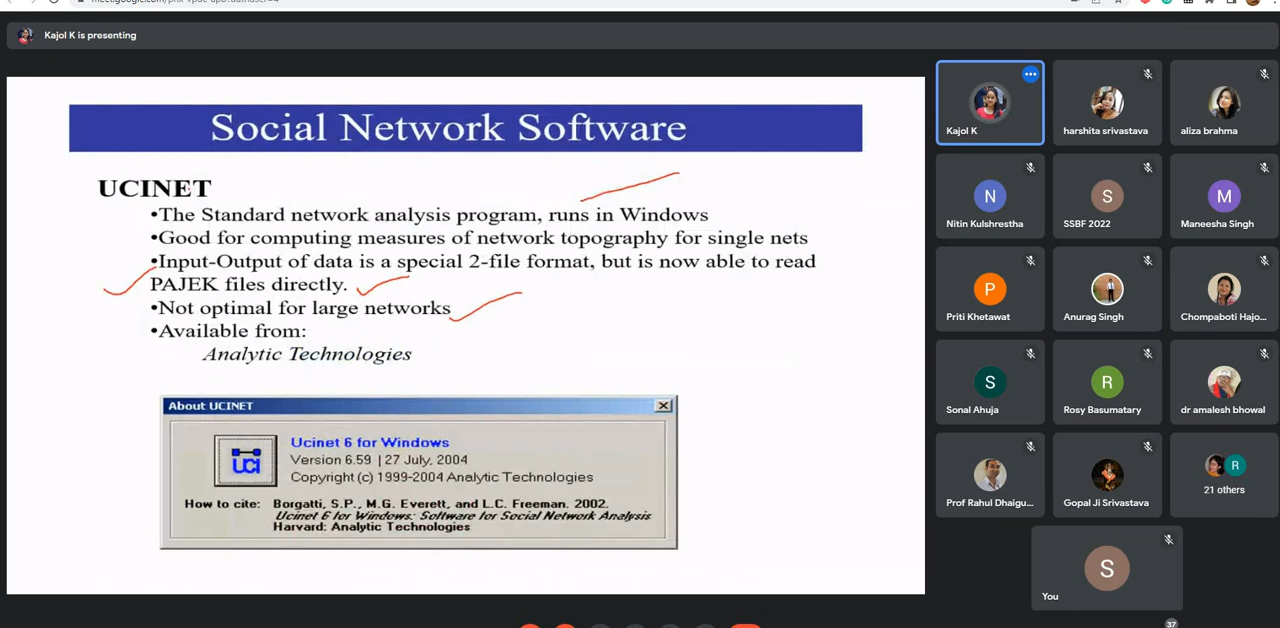 Kajol K is presenting
Social Network Software
UCINET
•The Standard network analysis program, runs in Windows
•Good for computing measures of network topography for single nets
•Input-Output of data is a special 2-file format, but is now able to read
PAJEK files directly.
•Not optimal for large networks
•Available from:
Analytic Technologies
About UCINET
UCI
Ucinet 6 for Windows
Version 6.59 | 27 July, 2004
Copyright (c) 1999-2004 Analytic Technologies
How to cite: Borgatti, S.P., M.G. Everett, and L.C. Freeman. 2002.
Ucinet 6 for Windows: Software for Social Network Analysis
Harvard: Analytic Technologies
Kajol K
harshita srivastava
aliza brahma
N
Nitin Kulshrestha
S
SSBF 2022
M
Maneesha Singh
P
Priti Khetawat
Anurag Singh
Chompaboti Hajo...
S
Sonal Ahuja
R
Rosy Basumatary
dr amalesh bhowal
Prof Rahul Dhaigu...
Gopal Ji Srivastava
R
21 others
S
You
37